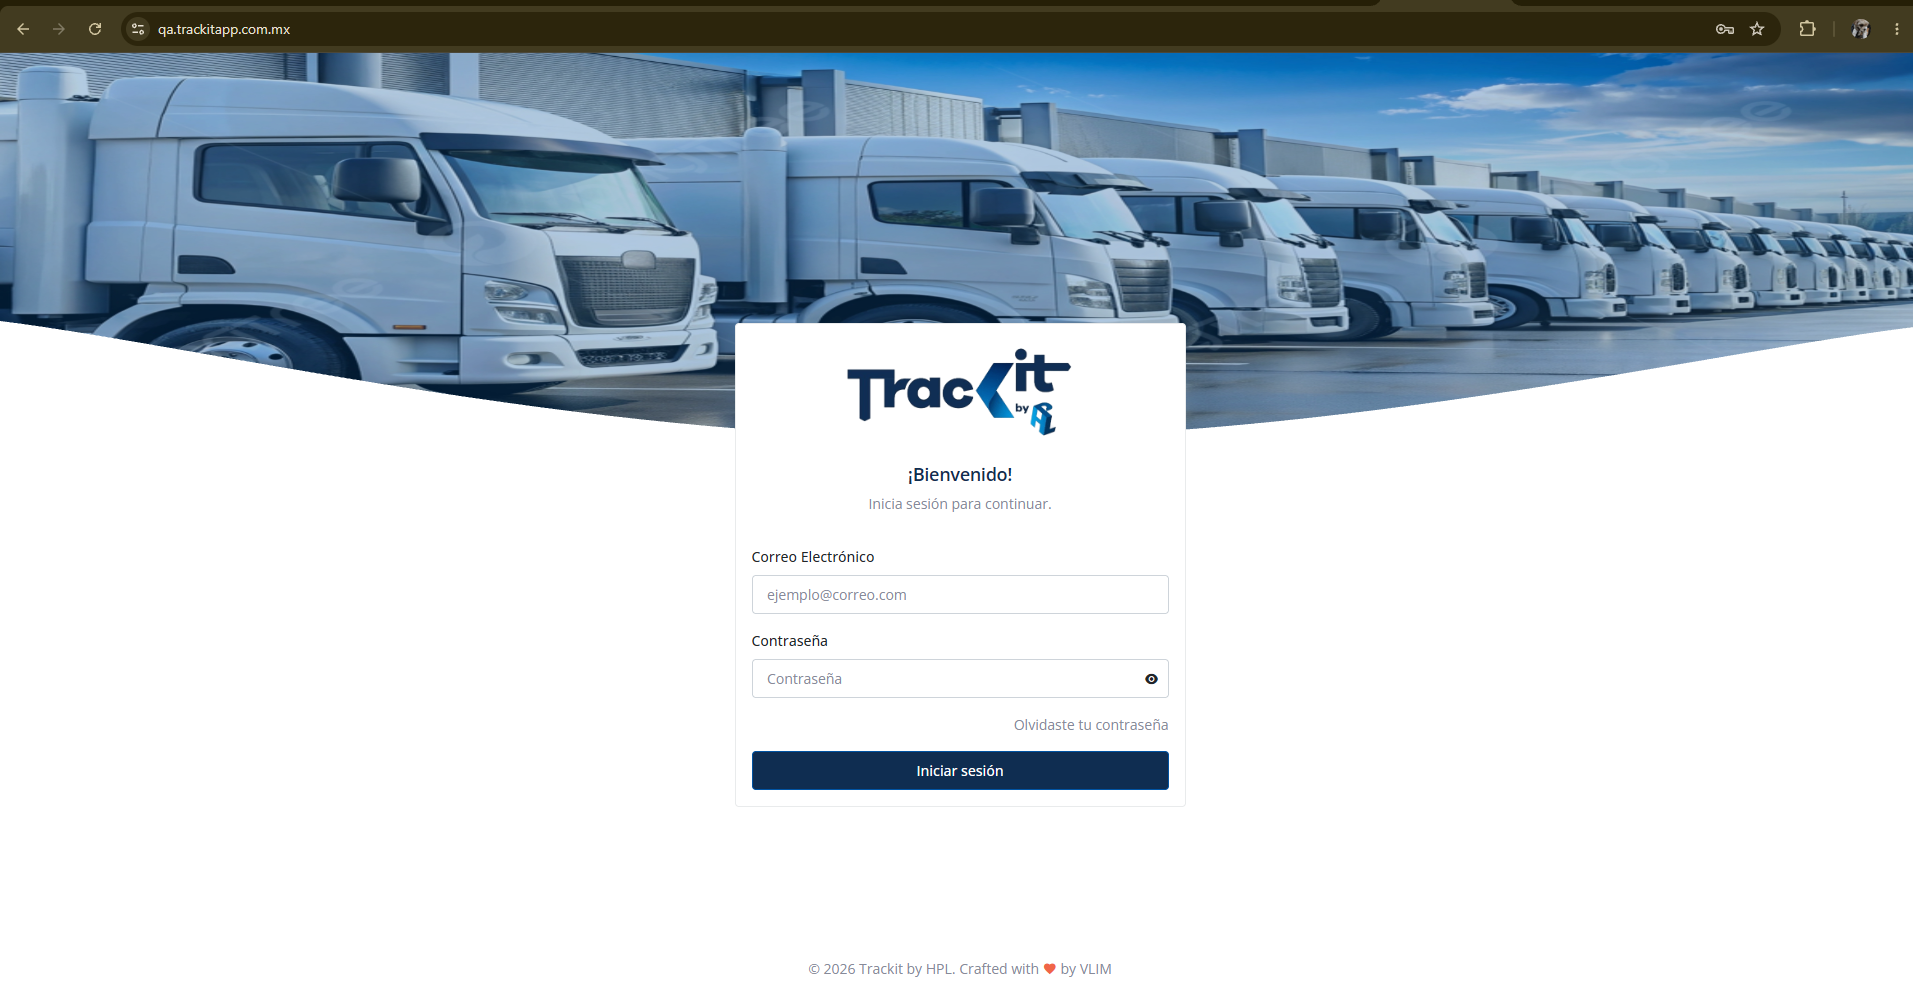 qa.trackitapp.com.mx
Trackit
by HPL
¡Bienvenido!
Inicia sesión para continuar.
Correo Electrónico
ejemplo@correo.com
Contraseña
Contraseña
Olvidaste tu contraseña
Iniciar sesión
© 2026 Trackit by HPL. Crafted with ♥ by VLIM